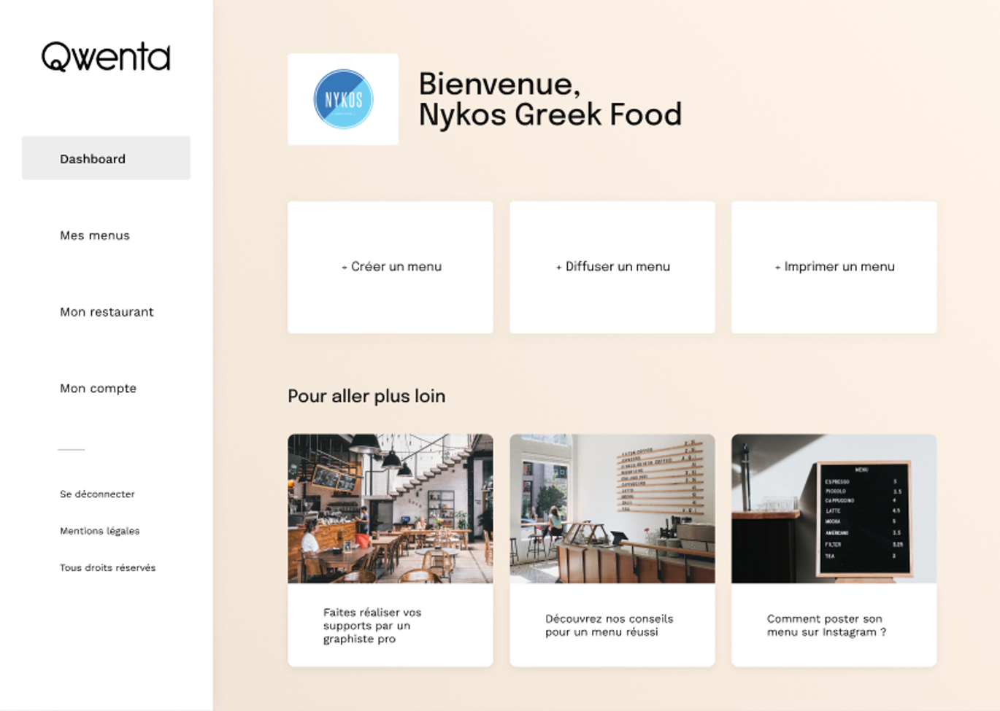 Qwenta
Dashboard
Mes menus
Mon restaurant
Mon compte
Se déconnecter
Mentions légales
Tous droits réservés
NYKOS
Bienvenue,
Nykos Greek Food
+ Créer un menu
+ Diffuser un menu
+ Imprimer un menu
Pour aller plus loin
MENU
ESPRESSO 3
PICCOLO 3.5
CAPPUCCINO 4
LATTE 4.5
MOCHA 5
AMERICANO 3.5
FILTER 3.25
TEA 3
Faites réaliser vos
supports par un
graphiste pro
Découvrez nos conseils
pour un menu réussi
Comment poster son
menu sur Instagram ?